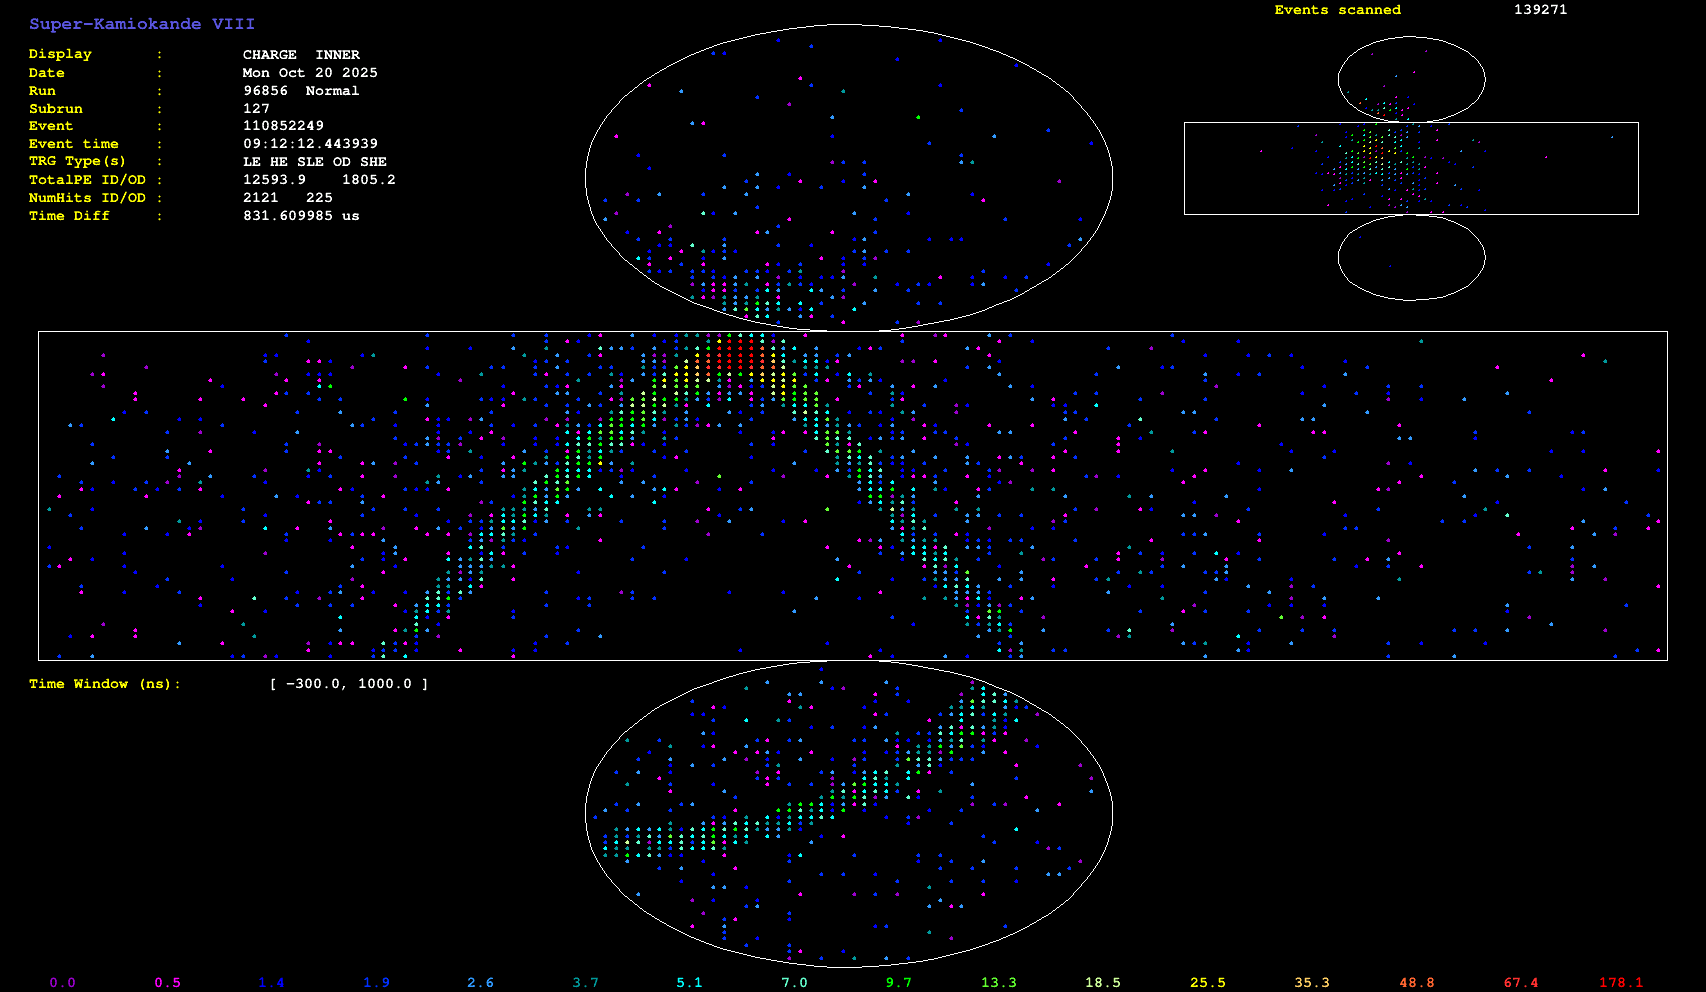 Super-Kamiokande VIII
Events scanned 139271
Display : CHARGE INNER
Date : Mon Oct 20 2025
Run : 96856 Normal
Subrun : 127
Event : 110852249
Event time : 09:12:12.443939
TRG Type(s) : LE HE SLE OD SHE
TotalPE ID/OD : 12593.9 1805.2
NumHits ID/OD : 2121 225
Time Diff : 831.609985 us
Time Window (ns): [ -300.0, 1000.0 ]
0.0 0.5 1.4 1.9 2.6 3.7 5.1 7.0 9.7 13.3 18.5 25.5 35.3 48.8 67.4 178.1